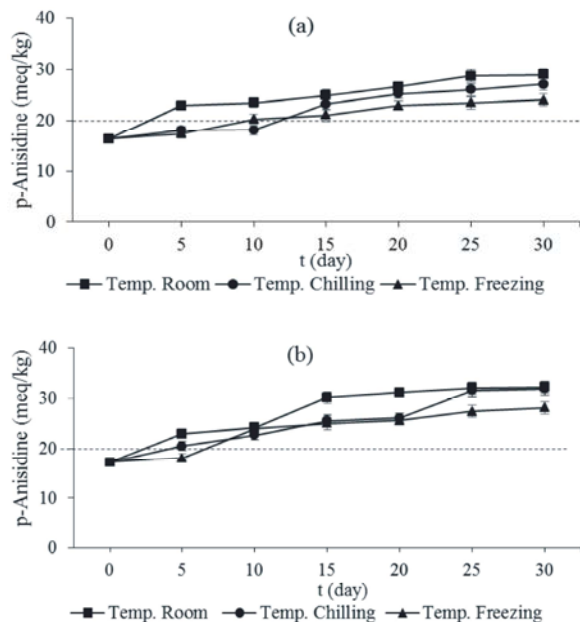 (a)
p-Anisidine (meq/kg)
40
30
20
10
0
0 5 10 15 20 25 30
t (day)
Temp. Room Temp. Chilling Temp. Freezing
(b)
p-Anisidine (meq/kg)
40
30
20
10
0
0 5 10 15 20 25 30
t (day)
Temp. Room Temp. Chilling Temp. Freezing